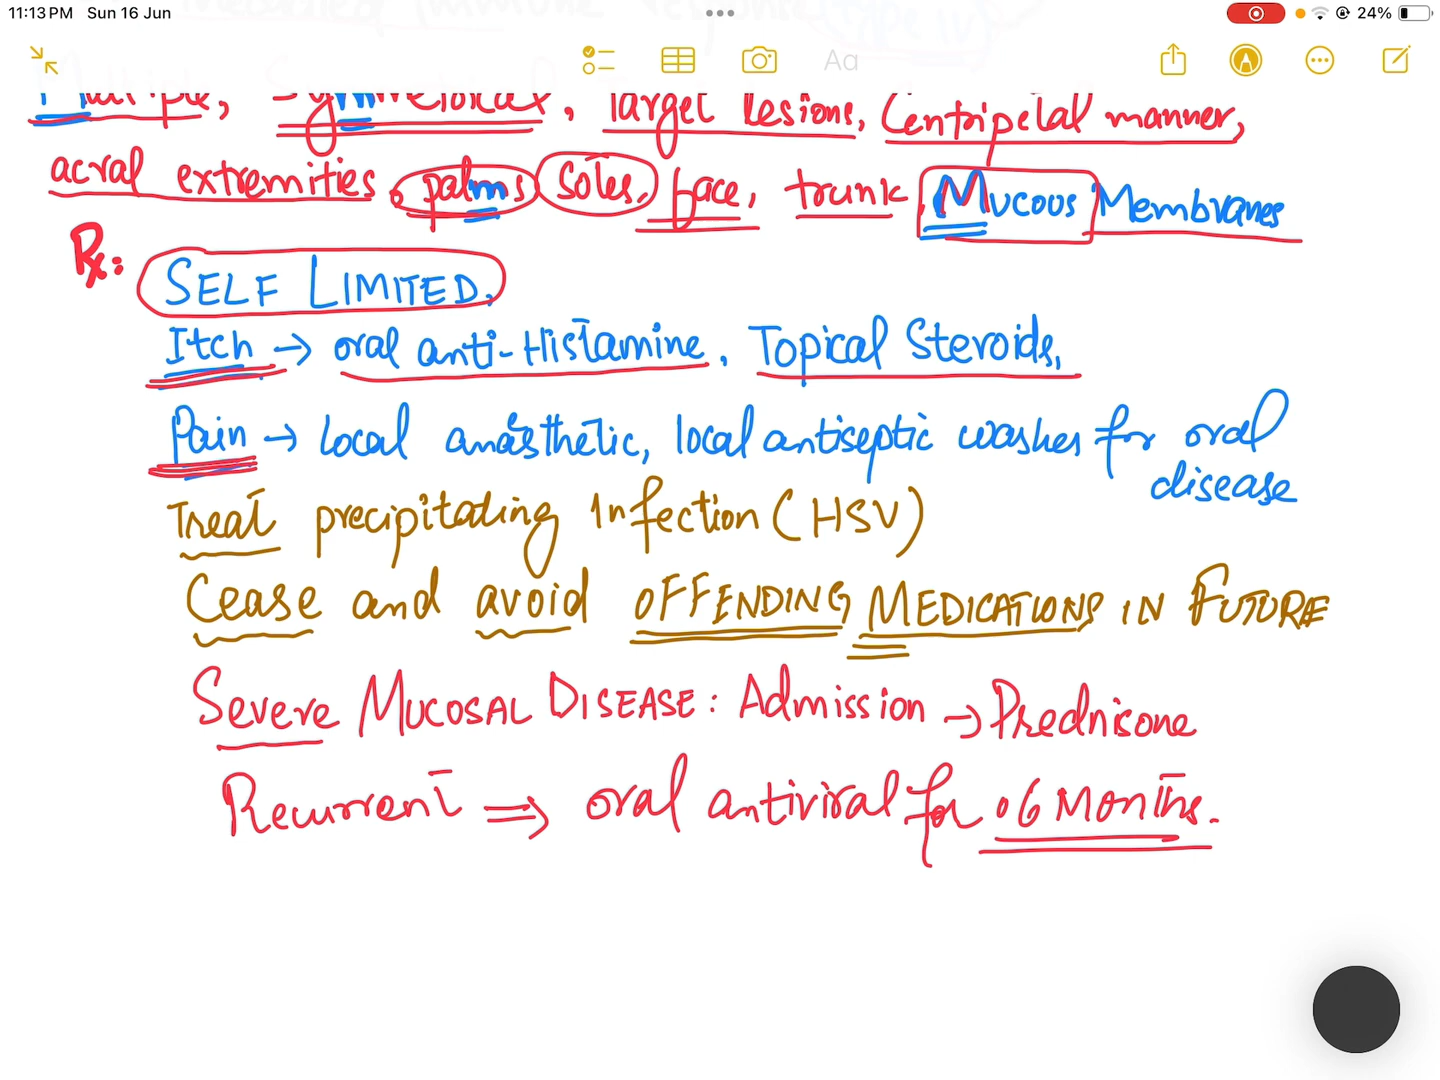 11:13 PM Sun 16 Jun
24%
Aa
Multiple, Symmetrical, Target lesions, Centripetal manner,
acral extremities, palms, Soles, face, trunk, Mucous Membranes
Rx:
SELF LIMITED.
Itch → oral anti-Histamine, Topical Steroids,
Pain → local anaesthetic, local antiseptic washes for oral
disease
Treat precipitating Infection (HSV)
Cease and avoid OFFENDING MEDICATIONS IN FUTURE
Severe MUCOSAL DISEASE: Admission → Prednisone
Recurrent ⇒ oral antiviral for 06 MONTHS.